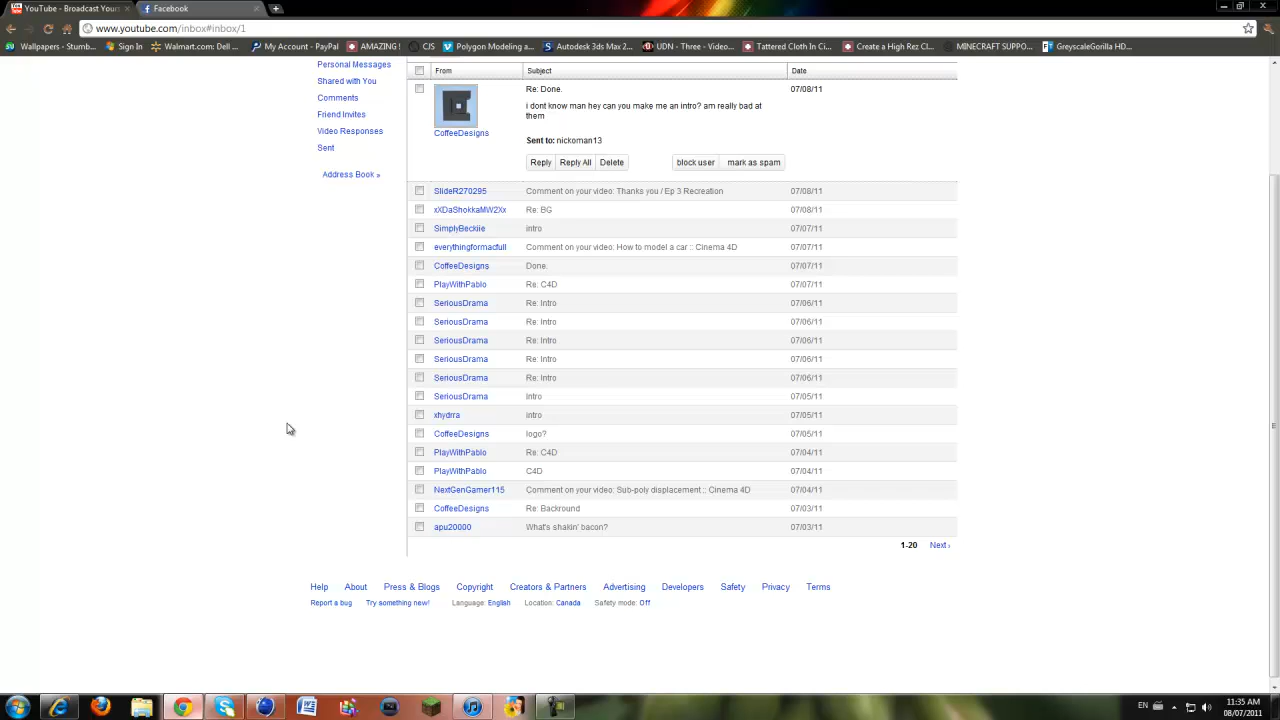 YouTube - Broadcast Your
Facebook
www.youtube.com/inbox#inbox/1
Wallpapers - Stumb...
Sign In
Walmart.com: Dell ...
My Account - PayPal
AMAZING !
CJS
Polygon Modeling a...
Autodesk 3ds Max 2...
UDN - Three - Video...
Tattered Cloth In Ci...
Create a High Rez Cl...
MINECRAFT SUPPO...
GreyscaleGorilla HD...
Personal Messages
Shared with You
Comments
Friend Invites
Video Responses
Sent
Address Book »
From Subject Date
Re: Done. 07/08/11
i dont know man hey can you make me an intro? am really bad at
them
CoffeeDesigns
Sent to: nickoman13
Reply Reply All Delete block user mark as spam
SlideR270295 Comment on your video: Thanks you / Ep 3 Recreation 07/08/11
xXDaShokkaMW2Xx Re: BG 07/08/11
SimplyBeckiie intro 07/07/11
everythingformacfull Comment on your video: How to model a car :: Cinema 4D 07/07/11
CoffeeDesigns Done. 07/07/11
PlayWithPablo Re: C4D 07/07/11
SeriousDrama Re: Intro 07/06/11
SeriousDrama Re: Intro 07/06/11
SeriousDrama Re: Intro 07/06/11
SeriousDrama Re: Intro 07/06/11
SeriousDrama Re: Intro 07/06/11
SeriousDrama Intro 07/05/11
xhydrra intro 07/05/11
CoffeeDesigns logo? 07/05/11
PlayWithPablo Re: C4D 07/04/11
PlayWithPablo C4D 07/04/11
NextGenGamer115 Comment on your video: Sub-poly displacement :: Cinema 4D 07/04/11
CoffeeDesigns Re: Backround 07/03/11
apu20000 What's shakin' bacon? 07/03/11
1-20 Next ›
Help About Press & Blogs Copyright Creators & Partners Advertising Developers Safety Privacy Terms
Report a bug Try something new! Language: English Location: Canada Safety mode: Off
EN
11:35 AM
08/07/2011